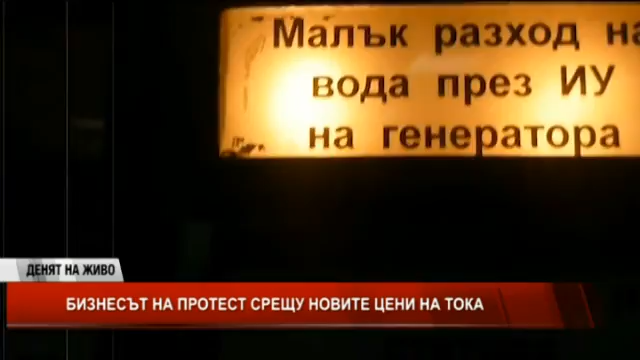 Малък разход на
вода през ИУ
на генератора
ДЕНЯТ НА ЖИВО
БИЗНЕСЪТ НА ПРОТЕСТ СРЕЩУ НОВИТЕ ЦЕНИ НА ТОКА